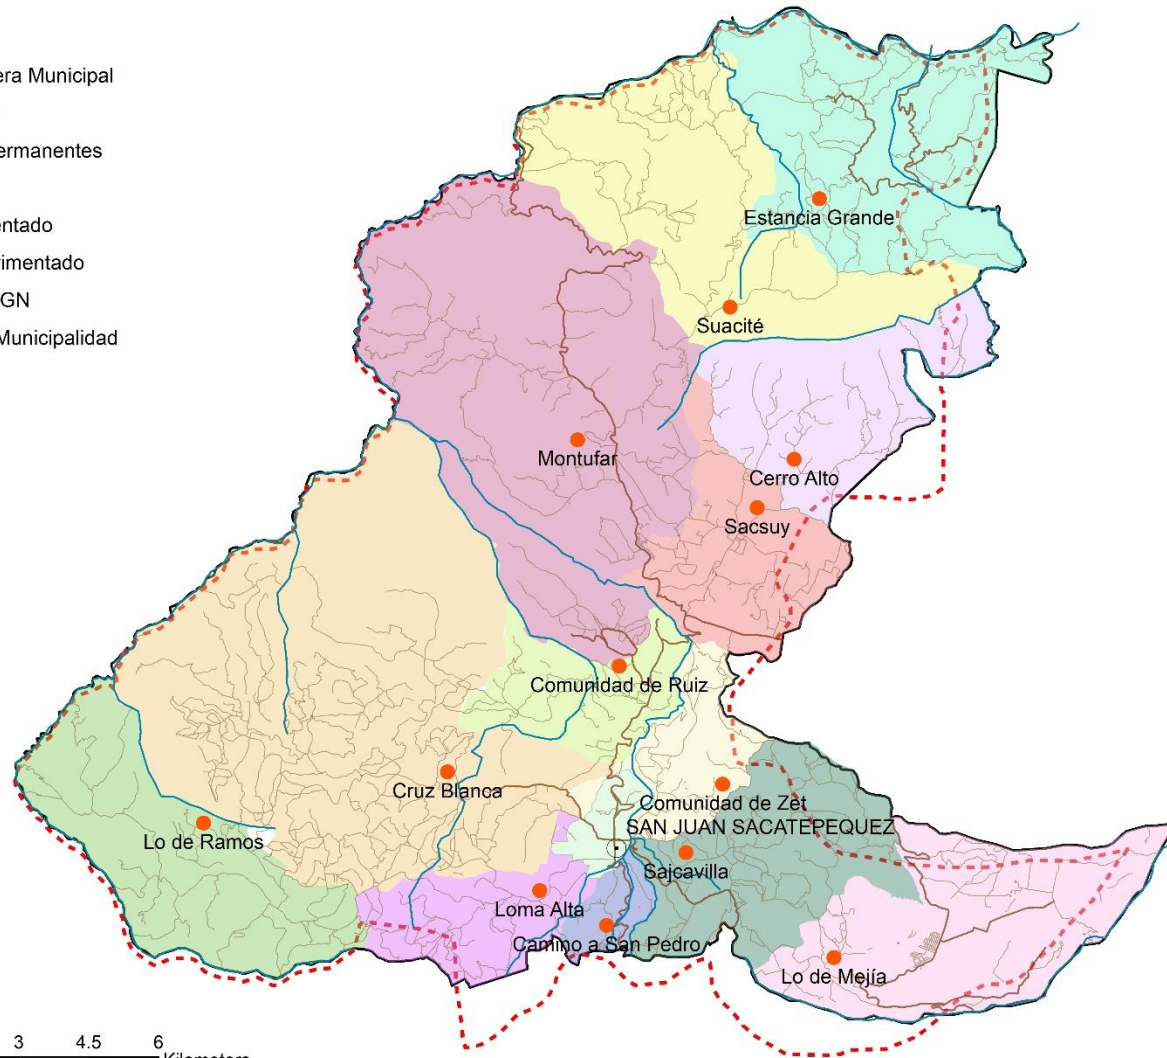 era Municipal
ermanentes
entado
rimentado
GN
Municipalidad
Estancia Grande
Suacité
Montufar
Cerro Alto
Sacsuy
Comunidad de Ruiz
Cruz Blanca
Comunidad de Zet
SAN JUAN SACATEPEQUEZ
Lo de Ramos
Sajcavilla
Loma Alta
Camino a San Pedro
Lo de Mejía
3 4.5 6
Kilometers